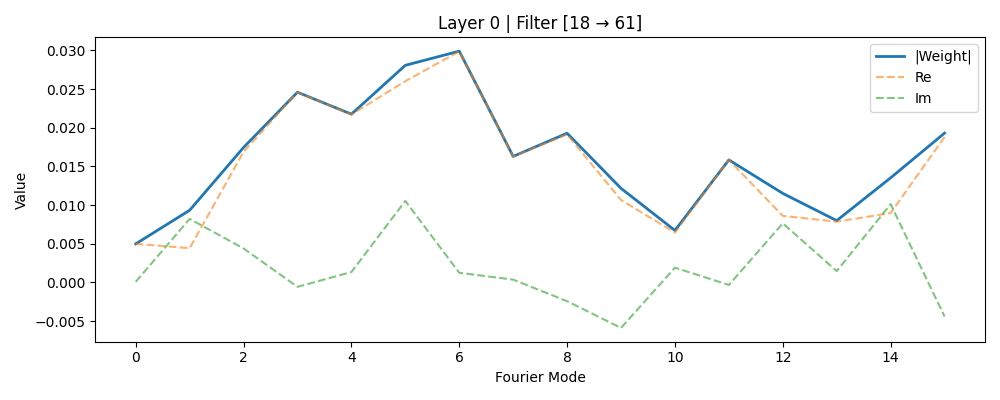 Layer 0 | Filter [18 → 61]
0.030
0.025
0.020
0.015
0.010
0.005
0.000
−0.005
Value
|Weight|
Re
Im
0 2 4 6 8 10 12 14
Fourier Mode